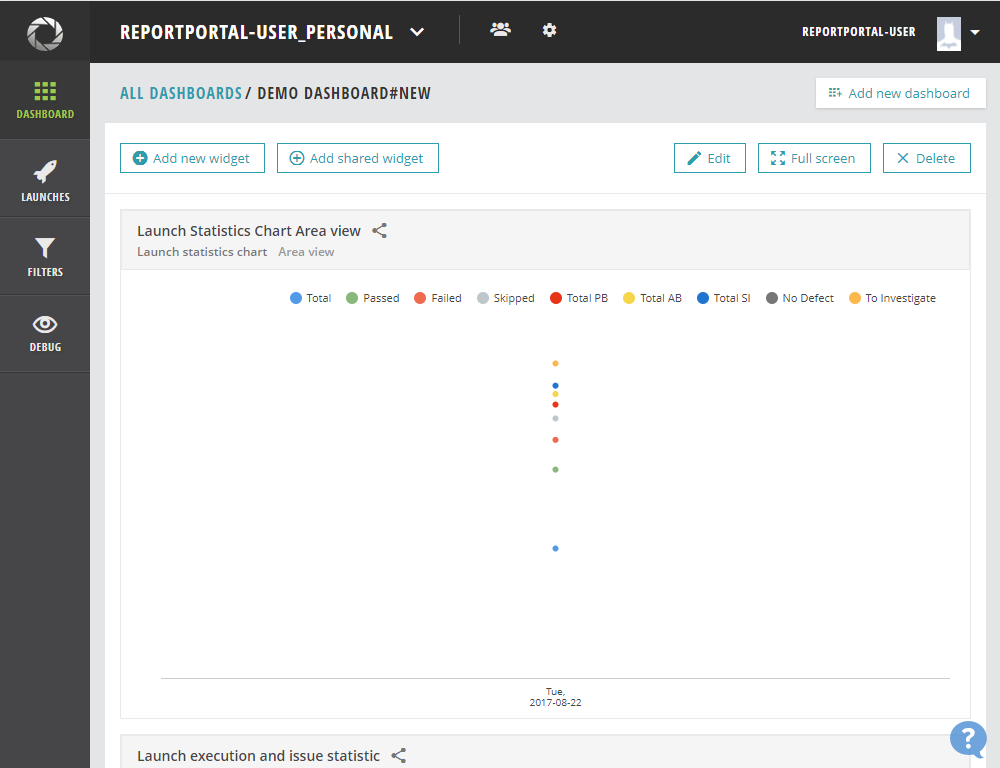 REPORTPORTAL-USER_PERSONAL
REPORTPORTAL-USER
DASHBOARD
LAUNCHES
FILTERS
DEBUG
ALL DASHBOARDS / DEMO DASHBOARD#NEW
Add new dashboard
Add new widget
Add shared widget
Edit
Full screen
Delete
Launch Statistics Chart Area view
Launch statistics chart Area view
Total Passed Failed Skipped Total PB Total AB Total SI No Defect To Investigate
Tue,
2017-08-22
Launch execution and issue statistic
?